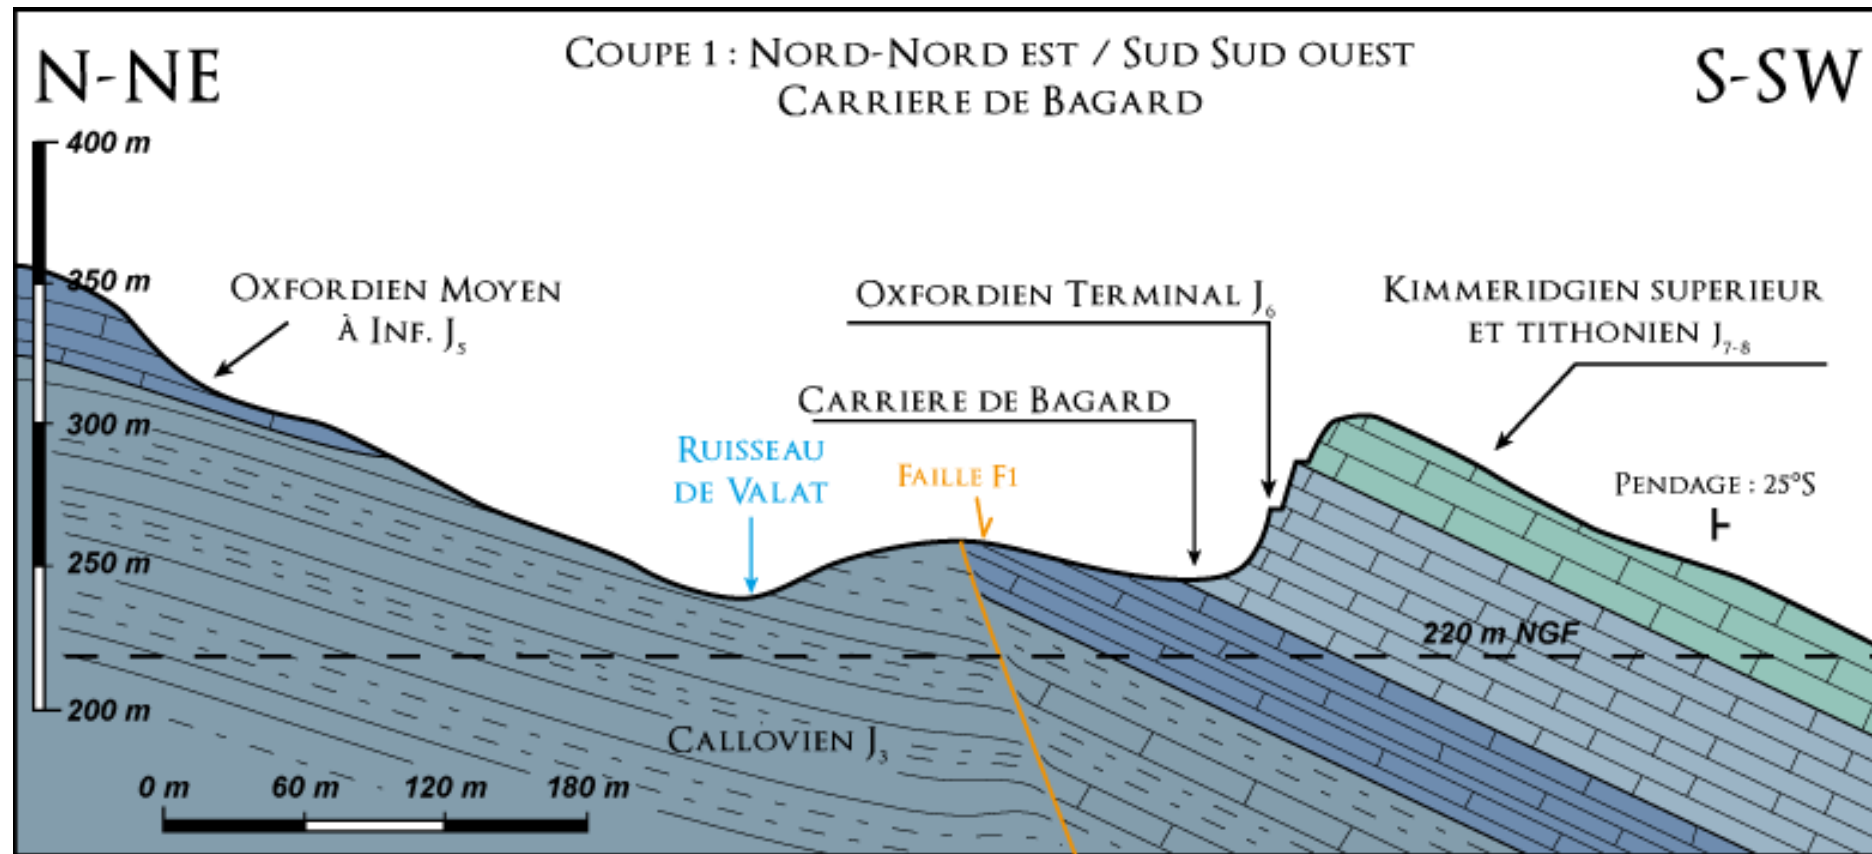 N-NE
COUPE 1 : NORD-NORD EST / SUD SUD OUEST
CARRIERE DE BAGARD
S-SW
400 m
350 m
OXFORDIEN MOYEN
À INF. J5
OXFORDIEN TERMINAL J6
KIMMERIDGIEN SUPERIEUR
ET TITHONIEN J7-8
CARRIERE DE BAGARD
300 m
RUISSEAU
DE VALAT
FAILLE F1
PENDAGE : 25°S
250 m
220 m NGF
200 m
CALLOVIEN J3
0 m 60 m 120 m 180 m